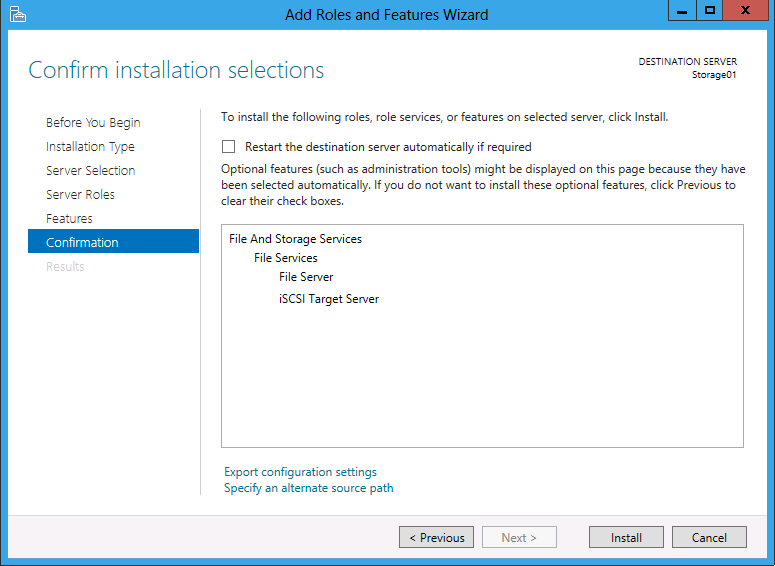 Add Roles and Features Wizard
Confirm installation selections
DESTINATION SERVER
Storage01
Before You Begin
Installation Type
Server Selection
Server Roles
Features
Confirmation
Results
To install the following roles, role services, or features on selected server, click Install.
Restart the destination server automatically if required
Optional features (such as administration tools) might be displayed on this page because they have
been selected automatically. If you do not want to install these optional features, click Previous to
clear their check boxes.
File And Storage Services
File Services
File Server
iSCSI Target Server
Export configuration settings
Specify an alternate source path
< Previous
Next >
Install
Cancel